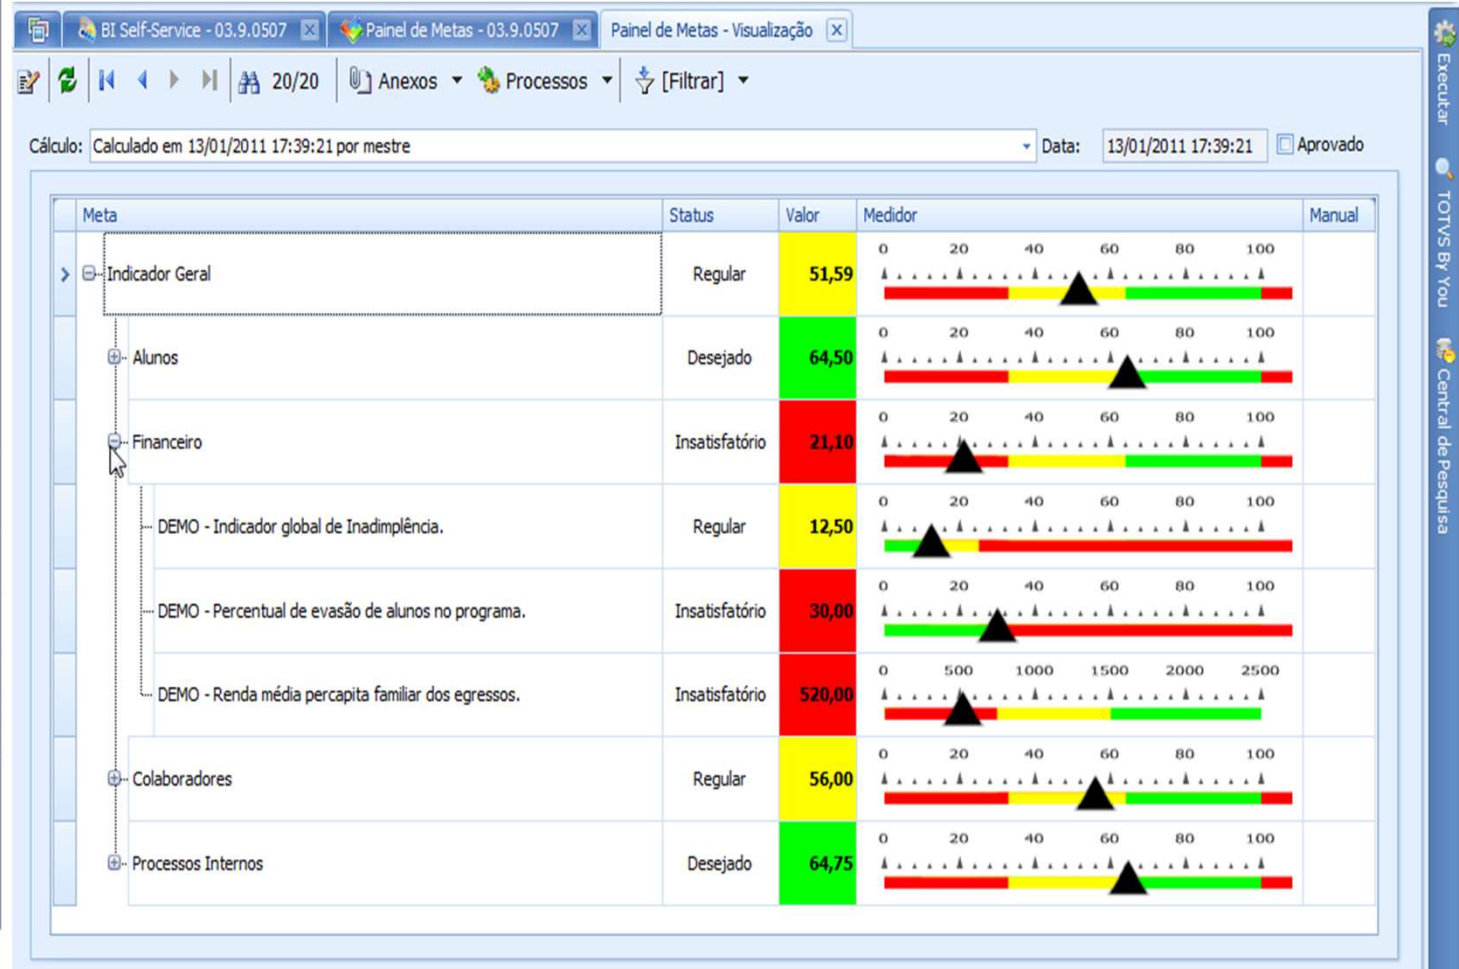 BI Self-Service - 03.9.0507 Painel de Metas - 03.9.0507 Painel de Metas - Visualização
20/20 Anexos Processos [Filtrar]
Cálculo: Calculado em 13/01/2011 17:39:21 por mestre Data: 13/01/2011 17:39:21 Aprovado
Meta Status Valor Medidor Manual
0 20 40 60 80 100
Indicador Geral Regular 51,59
0 20 40 60 80 100
Alunos Desejado 64,50
0 20 40 60 80 100
Financeiro Insatisfatório 21,10
0 20 40 60 80 100
DEMO - Indicador global de Inadimplência. Regular 12,50
0 20 40 60 80 100
DEMO - Percentual de evasão de alunos no programa. Insatisfatório 30,00
0 500 1000 1500 2000 2500
DEMO - Renda média percapita familiar dos egressos. Insatisfatório 520,00
0 20 40 60 80 100
Colaboradores Regular 56,00
0 20 40 60 80 100
Processos Internos Desejado 64,75
Executar
TOTVS By You
Central de Pesquisa